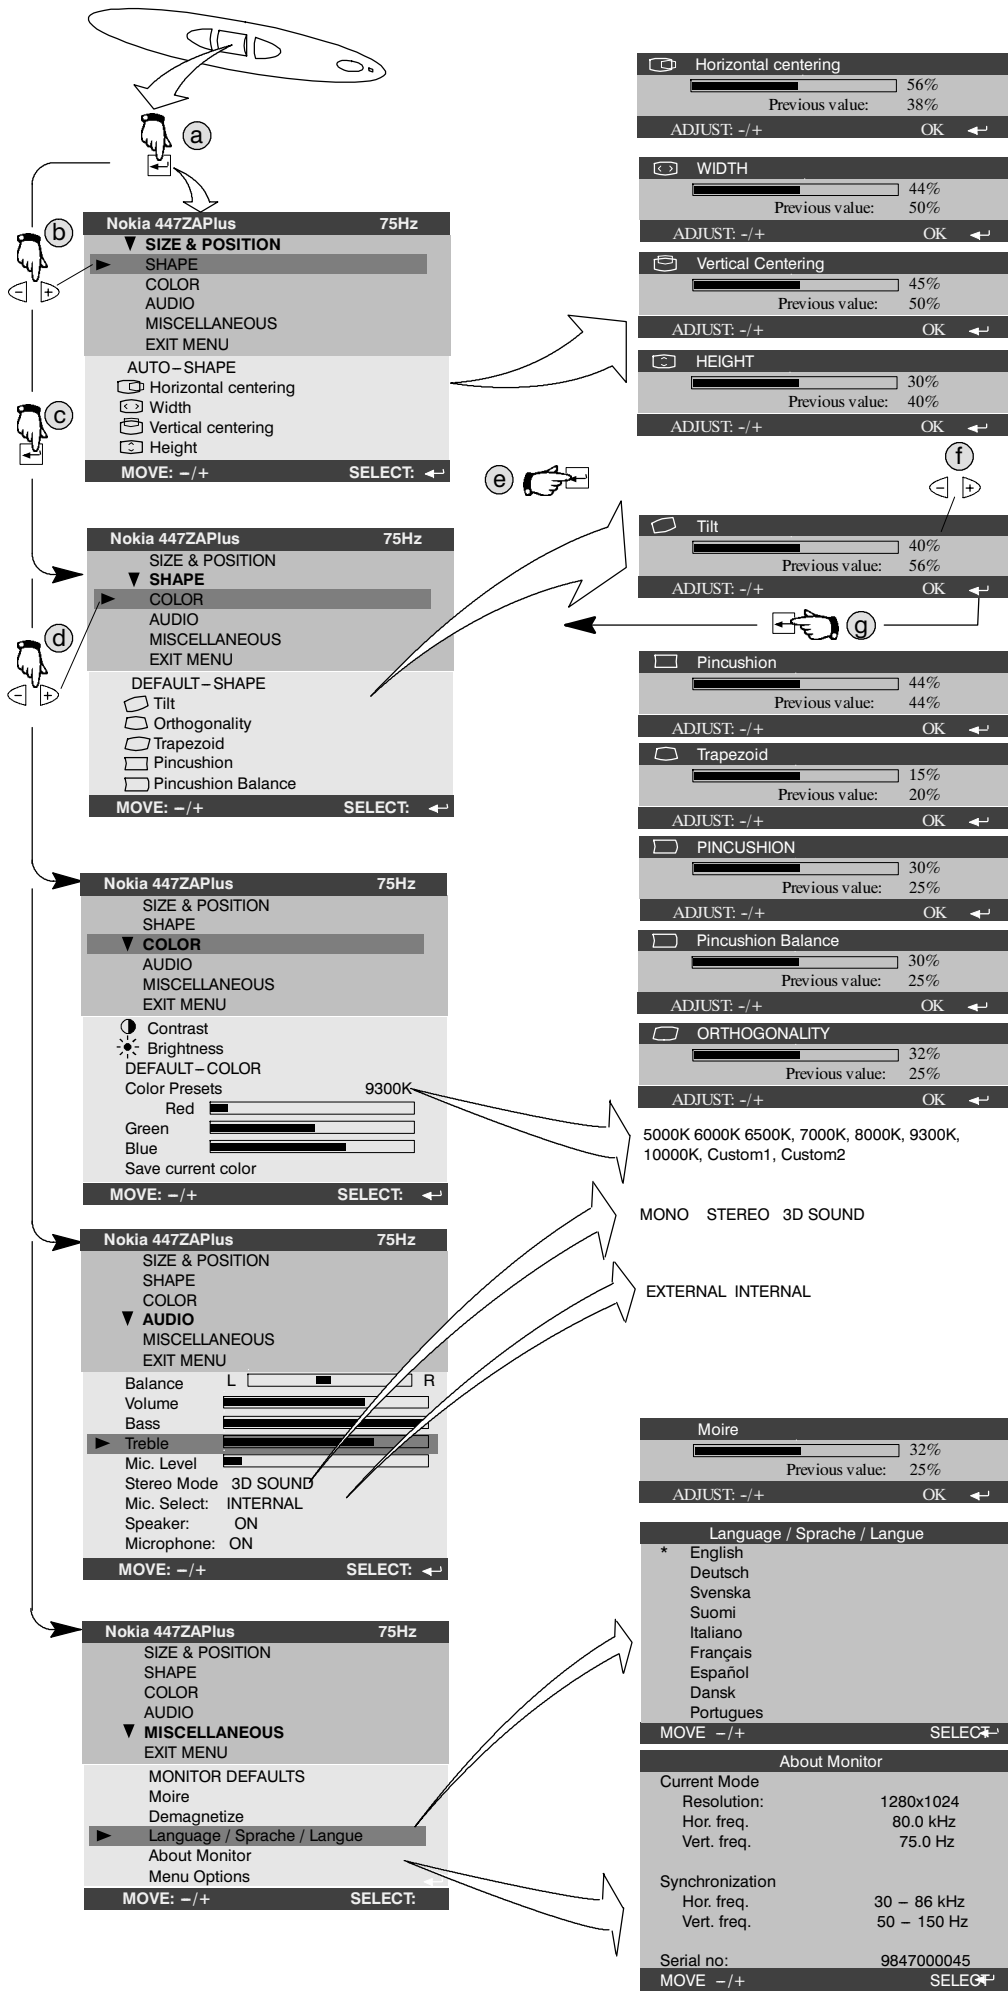 a
b
Nokia 447ZAPlus 75Hz
▼ SIZE & POSITION
► SHAPE
COLOR
AUDIO
MISCELLANEOUS
EXIT MENU
AUTO–SHAPE
Horizontal centering
Width
Vertical centering
Height
MOVE: –/+ SELECT:
- +
c
Horizontal centering
56%
Previous value: 38%
ADJUST: -/+ OK
WIDTH
44%
Previous value: 50%
ADJUST: -/+ OK
Vertical Centering
45%
Previous value: 50%
ADJUST: -/+ OK
HEIGHT
30%
Previous value: 40%
ADJUST: -/+ OK
e
f
- +
Nokia 447ZAPlus 75Hz
SIZE & POSITION
▼ SHAPE
► COLOR
AUDIO
MISCELLANEOUS
EXIT MENU
DEFAULT–SHAPE
Tilt
Orthogonality
Trapezoid
Pincushion
Pincushion Balance
MOVE: –/+ SELECT:
d
- +
Tilt
40%
Previous value: 56%
ADJUST: -/+ OK
g
Pincushion
44%
Previous value: 44%
ADJUST: -/+ OK
Trapezoid
15%
Previous value: 20%
ADJUST: -/+ OK
PINCUSHION
30%
Previous value: 25%
ADJUST: -/+ OK
Pincushion Balance
30%
Previous value: 25%
ADJUST: -/+ OK
ORTHOGONALITY
32%
Previous value: 25%
ADJUST: -/+ OK
Nokia 447ZAPlus 75Hz
SIZE & POSITION
SHAPE
▼ COLOR
AUDIO
MISCELLANEOUS
EXIT MENU
Contrast
Brightness
DEFAULT–COLOR
Color Presets 9300K
Red
Green
Blue
Save current color
MOVE: –/+ SELECT:
5000K 6000K 6500K, 7000K, 8000K, 9300K,
10000K, Custom1, Custom2
MONO STEREO 3D SOUND
EXTERNAL INTERNAL
Nokia 447ZAPlus 75Hz
SIZE & POSITION
SHAPE
COLOR
▼ AUDIO
MISCELLANEOUS
EXIT MENU
Balance L R
Volume
Bass
► Treble
Mic. Level
Stereo Mode 3D SOUND
Mic. Select: INTERNAL
Speaker: ON
Microphone: ON
MOVE: –/+ SELECT:
Moire
32%
Previous value: 25%
ADJUST: -/+ OK
Language / Sprache / Langue
* English
Deutsch
Svenska
Suomi
Italiano
Français
Español
Dansk
Portugues
MOVE –/+ SELECT
Nokia 447ZAPlus 75Hz
SIZE & POSITION
SHAPE
COLOR
AUDIO
▼ MISCELLANEOUS
EXIT MENU
MONITOR DEFAULTS
Moire
Demagnetize
► Language / Sprache / Langue
About Monitor
Menu Options
MOVE: –/+ SELECT:
About Monitor
Current Mode
Resolution: 1280x1024
Hor. freq. 80.0 kHz
Vert. freq. 75.0 Hz
Synchronization
Hor. freq. 30 – 86 kHz
Vert. freq. 50 – 150 Hz
Serial no: 9847000045
MOVE –/+ SELECT